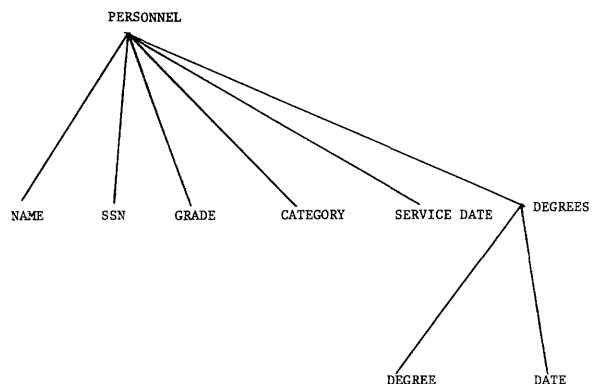 PERSONNEL
NAME SSN GRADE CATEGORY SERVICE DATE DEGREES
DEGREE DATE